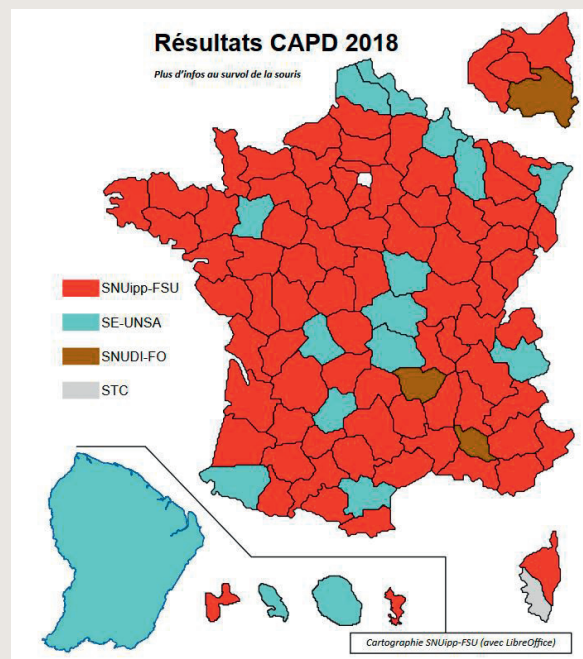 Résultats CAPD 2018
Plus d'infos au survol de la souris
SNUipp-FSU
SE-UNSA
SNUDI-FO
STC
Cartographie SNUipp-FSU (avec LibreOffice)